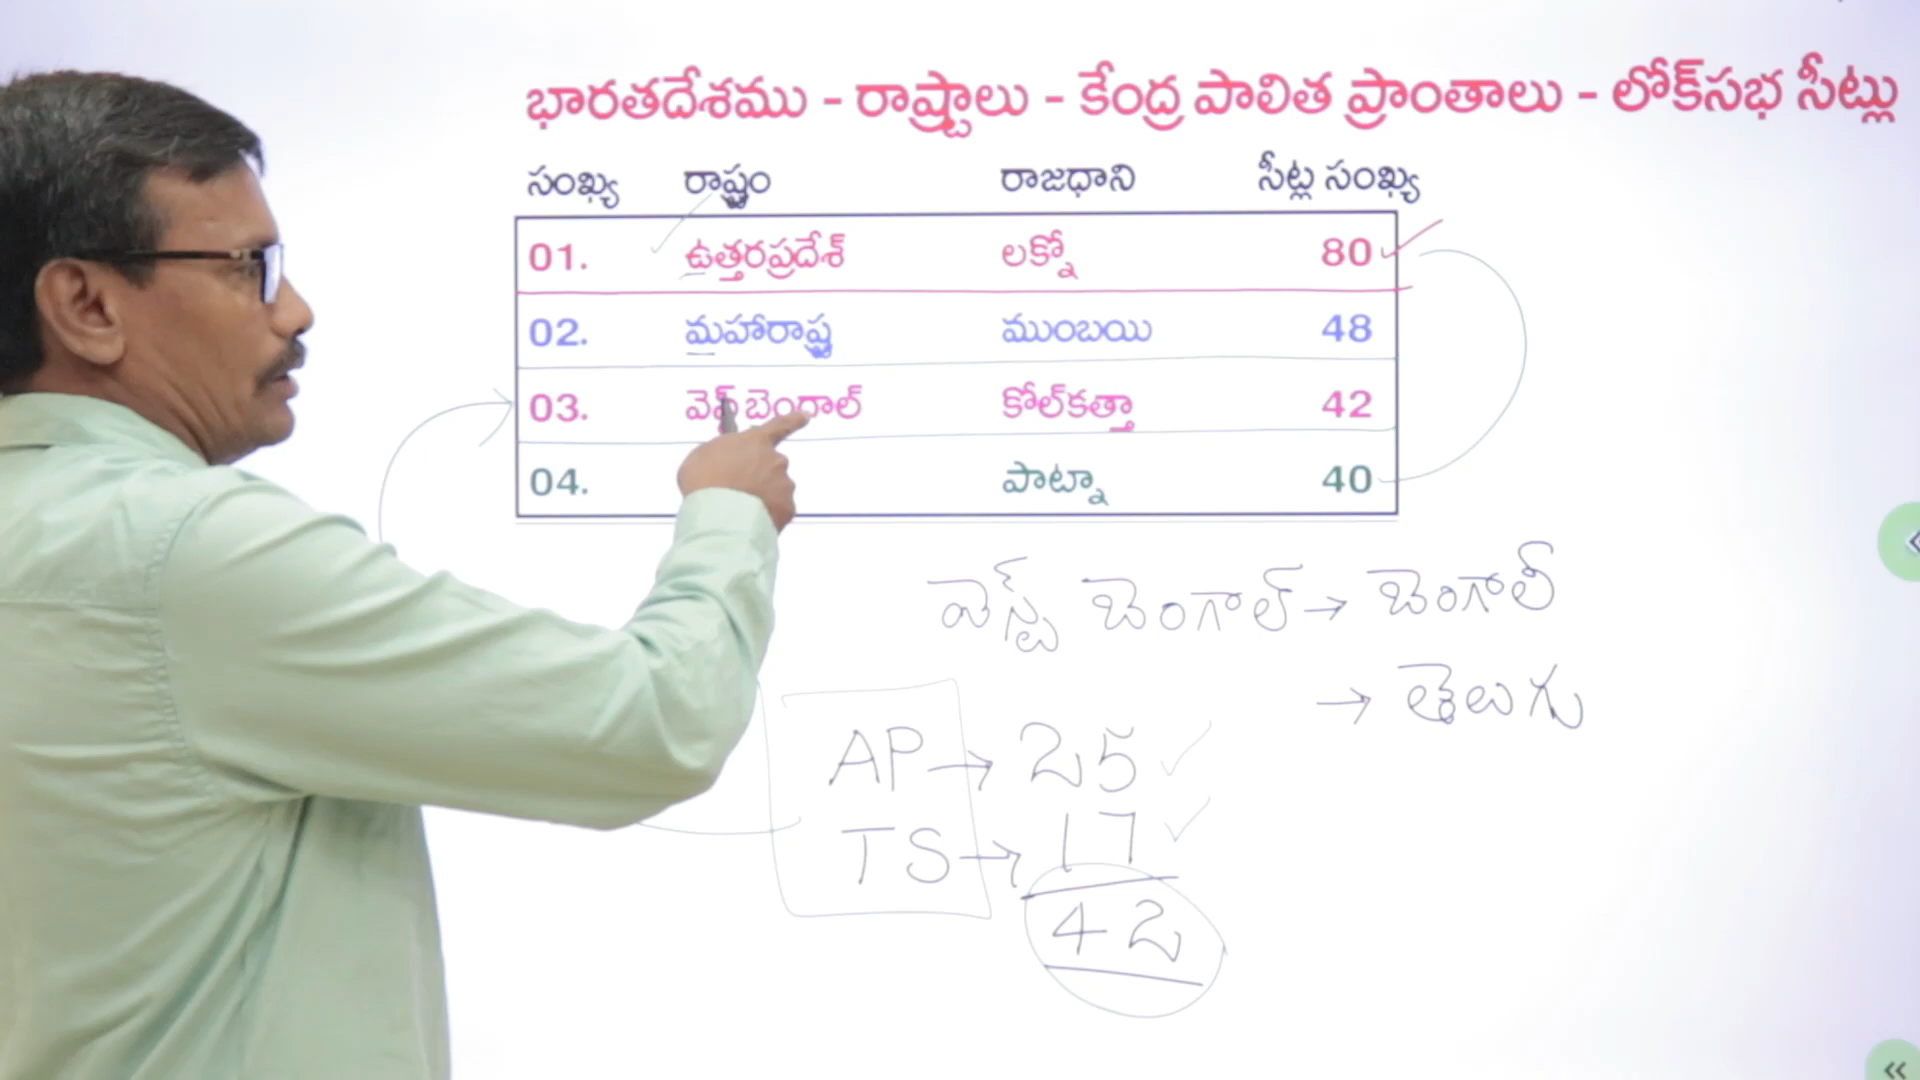 భారతదేశము - రాష్ట్రాలు - కేంద్ర పాలిత ప్రాంతాలు - లోక్‌సభ సీట్లు
సంఖ్య రాష్ట్రం రాజధాని సీట్ల సంఖ్య
01. ఉత్తరప్రదేశ్ లక్నో 80
02. మహారాష్ట్ర ముంబయి 48
03. వెస్ట్ బెంగాల్ కోల్‌కత్తా 42
04. పాట్నా 40
వెస్ట్ బెంగాల్ → బెంగాలీ
→ తెలుగు
AP → 25
TS → 17
42